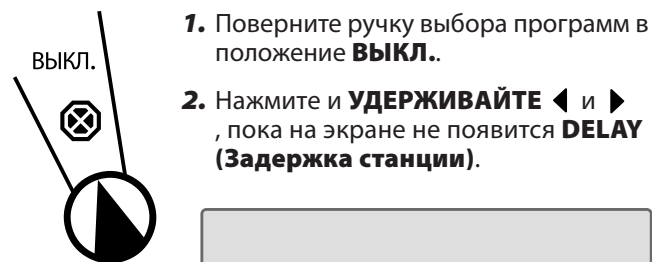 ВЫКЛ.
1. Поверните ручку выбора программ в
положение ВЫКЛ..
2. Нажмите и УДЕРЖИВАЙТЕ ◀ и ▶
, пока на экране не появится DELAY
(Задержка станции).